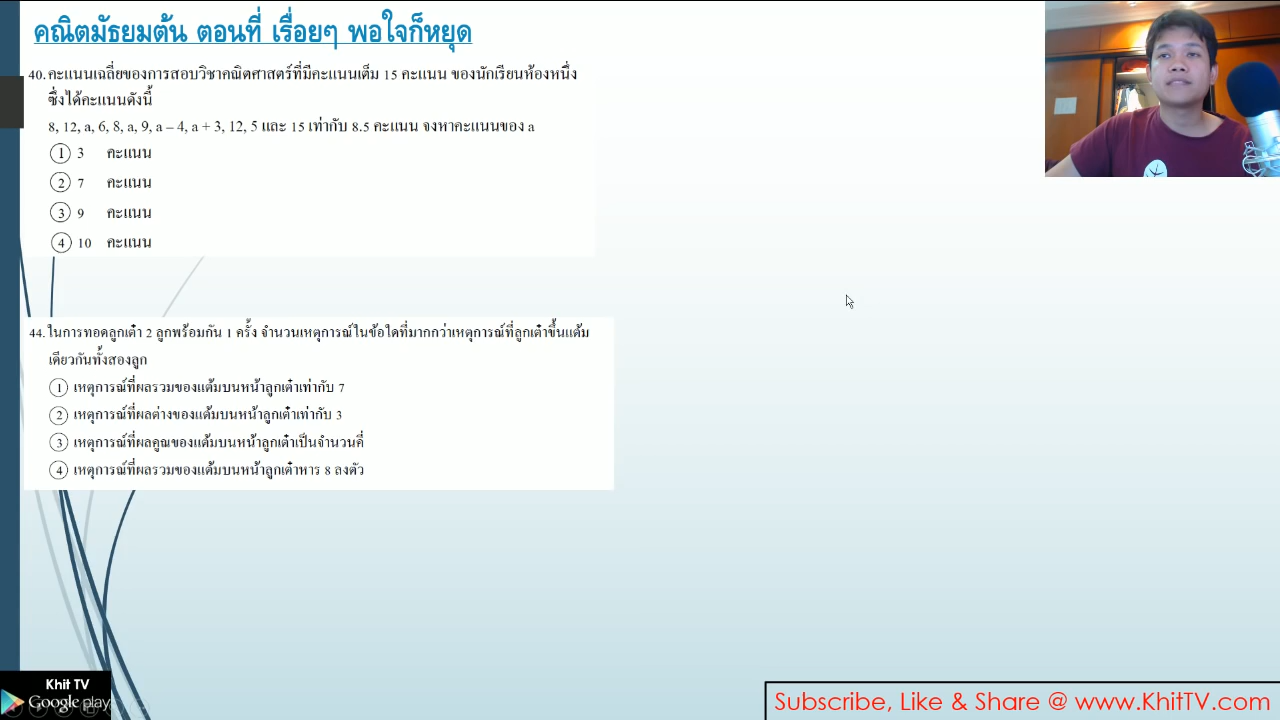 คณิตมัธยมต้น ตอนที่ เรื่อยๆ พอใจก็หยุด
40. คะแนนเฉลี่ยของการสอบวิชาคณิตศาสตร์ที่มีคะแนนเต็ม 15 คะแนน ของนักเรียนห้องหนึ่ง
ซึ่งได้คะแนนดังนี้
8, 12, a, 6, 8, a, 9, a – 4, a + 3, 12, 5 และ 15 เท่ากับ 8.5 คะแนน จงหาคะแนนของ a
1 3 คะแนน
2 7 คะแนน
3 9 คะแนน
4 10 คะแนน
44. ในการทอดลูกเต๋า 2 ลูกพร้อมกัน 1 ครั้ง จำนวนเหตุการณ์ในข้อใดที่มากกว่าเหตุการณ์ที่ลูกเต๋าขึ้นแต้ม
เดียวกันทั้งสองลูก
1 เหตุการณ์ที่ผลรวมของแต้มบนหน้าลูกเต๋าเท่ากับ 7
2 เหตุการณ์ที่ผลต่างของแต้มบนหน้าลูกเต๋าเท่ากับ 3
3 เหตุการณ์ที่ผลคูณของแต้มบนหน้าลูกเต๋าเป็นจำนวนคี่
4 เหตุการณ์ที่ผลรวมของแต้มบนหน้าลูกเต๋าหาร 8 ลงตัว
Khit TV
Google play
Subscribe, Like & Share @ www.KhitTV.com